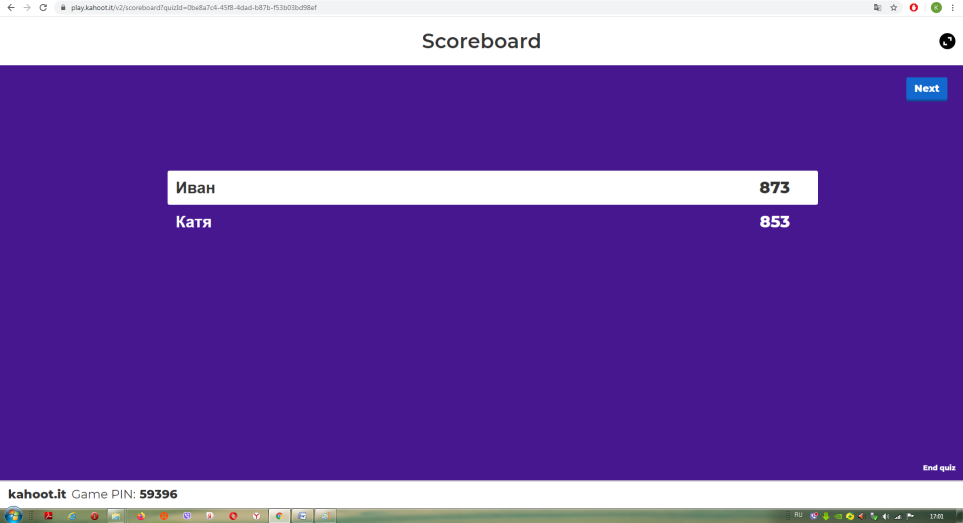 play.kahoot.it/v2/scoreboard?quizId=0be8a7c4-45f8-4dad-b87b-f53b03bd98ef
K
Scoreboard
Next
Иван 873
Катя 853
End quiz
kahoot.it Game PIN: 59396
RU 17:01